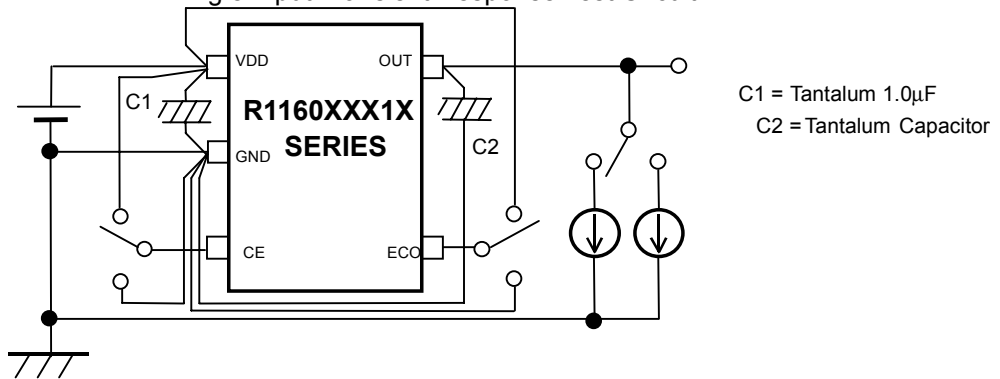 VDD
OUT
C1
R1160XXX1X
SERIES
GND
C2
CE
ECO
C1 = Tantalum 1.0μF
C2 = Tantalum Capacitor